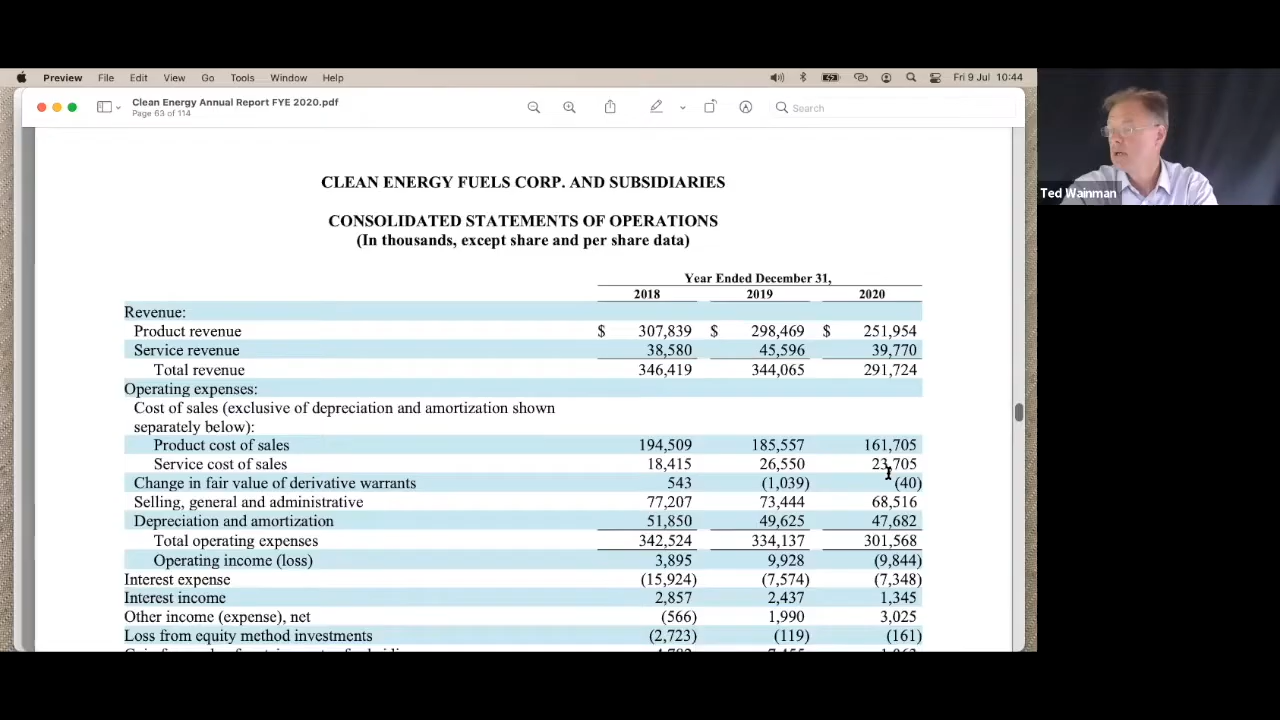 Preview File Edit View Go Tools Window Help Fri 9 Jul 10:44
Clean Energy Annual Report FYE 2020.pdf
Page 63 of 114
Search
Ted Wainman
CLEAN ENERGY FUELS CORP. AND SUBSIDIARIES
CONSOLIDATED STATEMENTS OF OPERATIONS
(In thousands, except share and per share data)
Year Ended December 31,
2018 2019 2020
Revenue:
Product revenue $ 307,839 $ 298,469 $ 251,954
Service revenue 38,580 45,596 39,770
Total revenue 346,419 344,065 291,724
Operating expenses:
Cost of sales (exclusive of depreciation and amortization shown
separately below):
Product cost of sales 194,509 185,557 161,705
Service cost of sales 18,415 26,550 23,705
Change in fair value of derivative warrants 543 (1,039) (40)
Selling, general and administrative 77,207 73,444 68,516
Depreciation and amortization 51,850 49,625 47,682
Total operating expenses 342,524 334,137 301,568
Operating income (loss) 3,895 9,928 (9,844)
Interest expense (15,924) (7,574) (7,348)
Interest income 2,857 2,437 1,345
Other income (expense), net (566) 1,990 3,025
Loss from equity method investments (2,723) (119) (161)